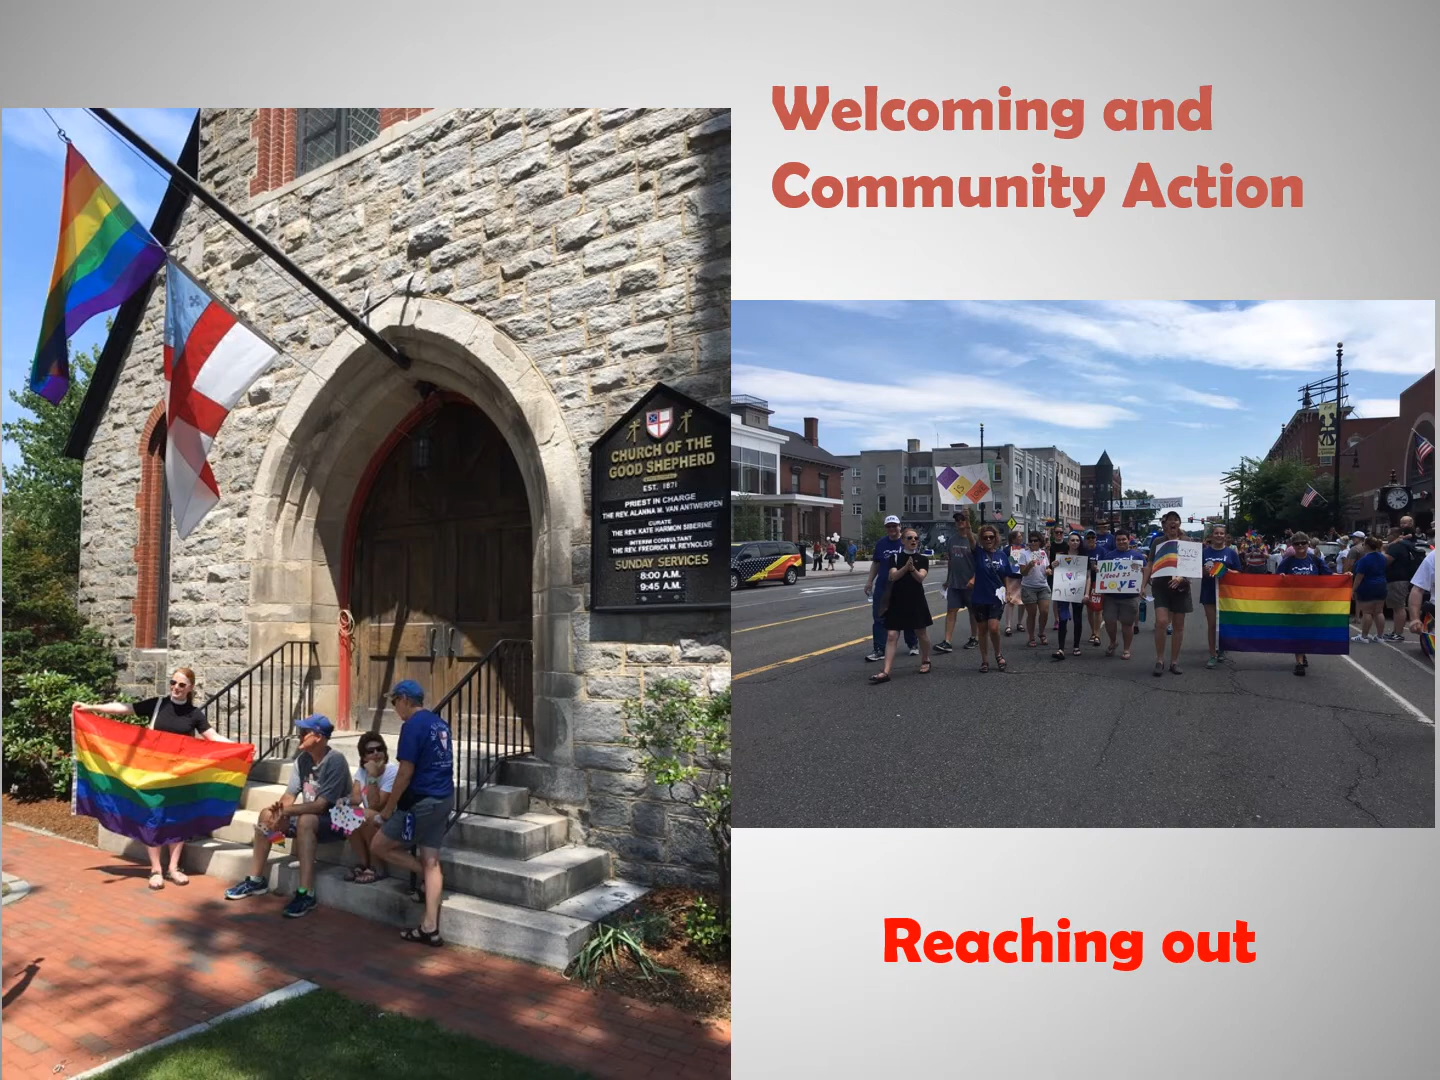 Welcoming and
Community Action
CHURCH OF THE
GOOD SHEPHERD
EST. 1871
PRIEST IN CHARGE
THE REV. ALANNA M. VAN ANTWERPEN
CURATE
THE REV. KATE HARMON SIBERINE
INTERIM CONSULTANT
THE REV. FREDRICK W. REYNOLDS
SUNDAY SERVICES
8:00 A.M.
9:45 A.M.
IS
LOVE
All You
Need is
LOVE
Reaching out